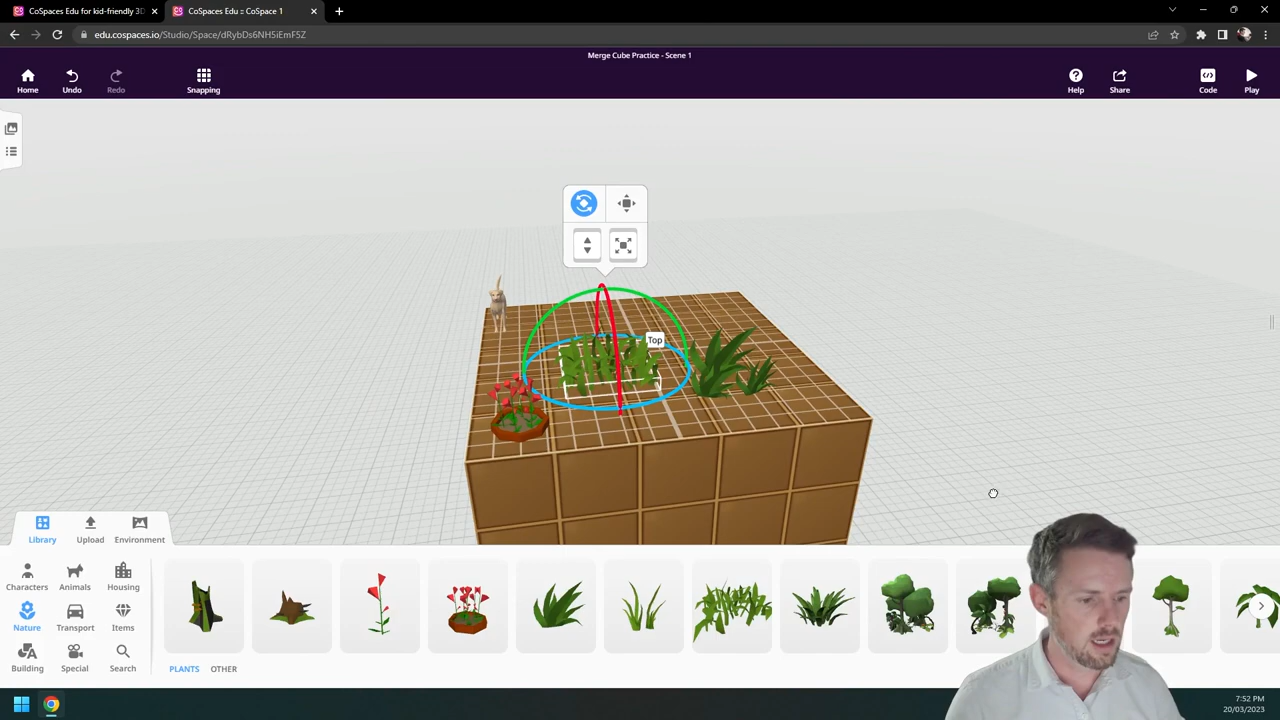 CoSpaces Edu for kid-friendly 3D
CoSpaces Edu = CoSpace 1
edu.cospaces.io/Studio/Space/dRybDs6NH5iEmF5Z
Merge Cube Practice - Scene 1
Home
Undo
Redo
Snapping
Help
Share
Code
Play
Top
Library
Upload
Environment
Characters
Animals
Housing
Nature
Transport
Items
Building
Special
Search
PLANTS
OTHER
7:52 PM
20/03/2023